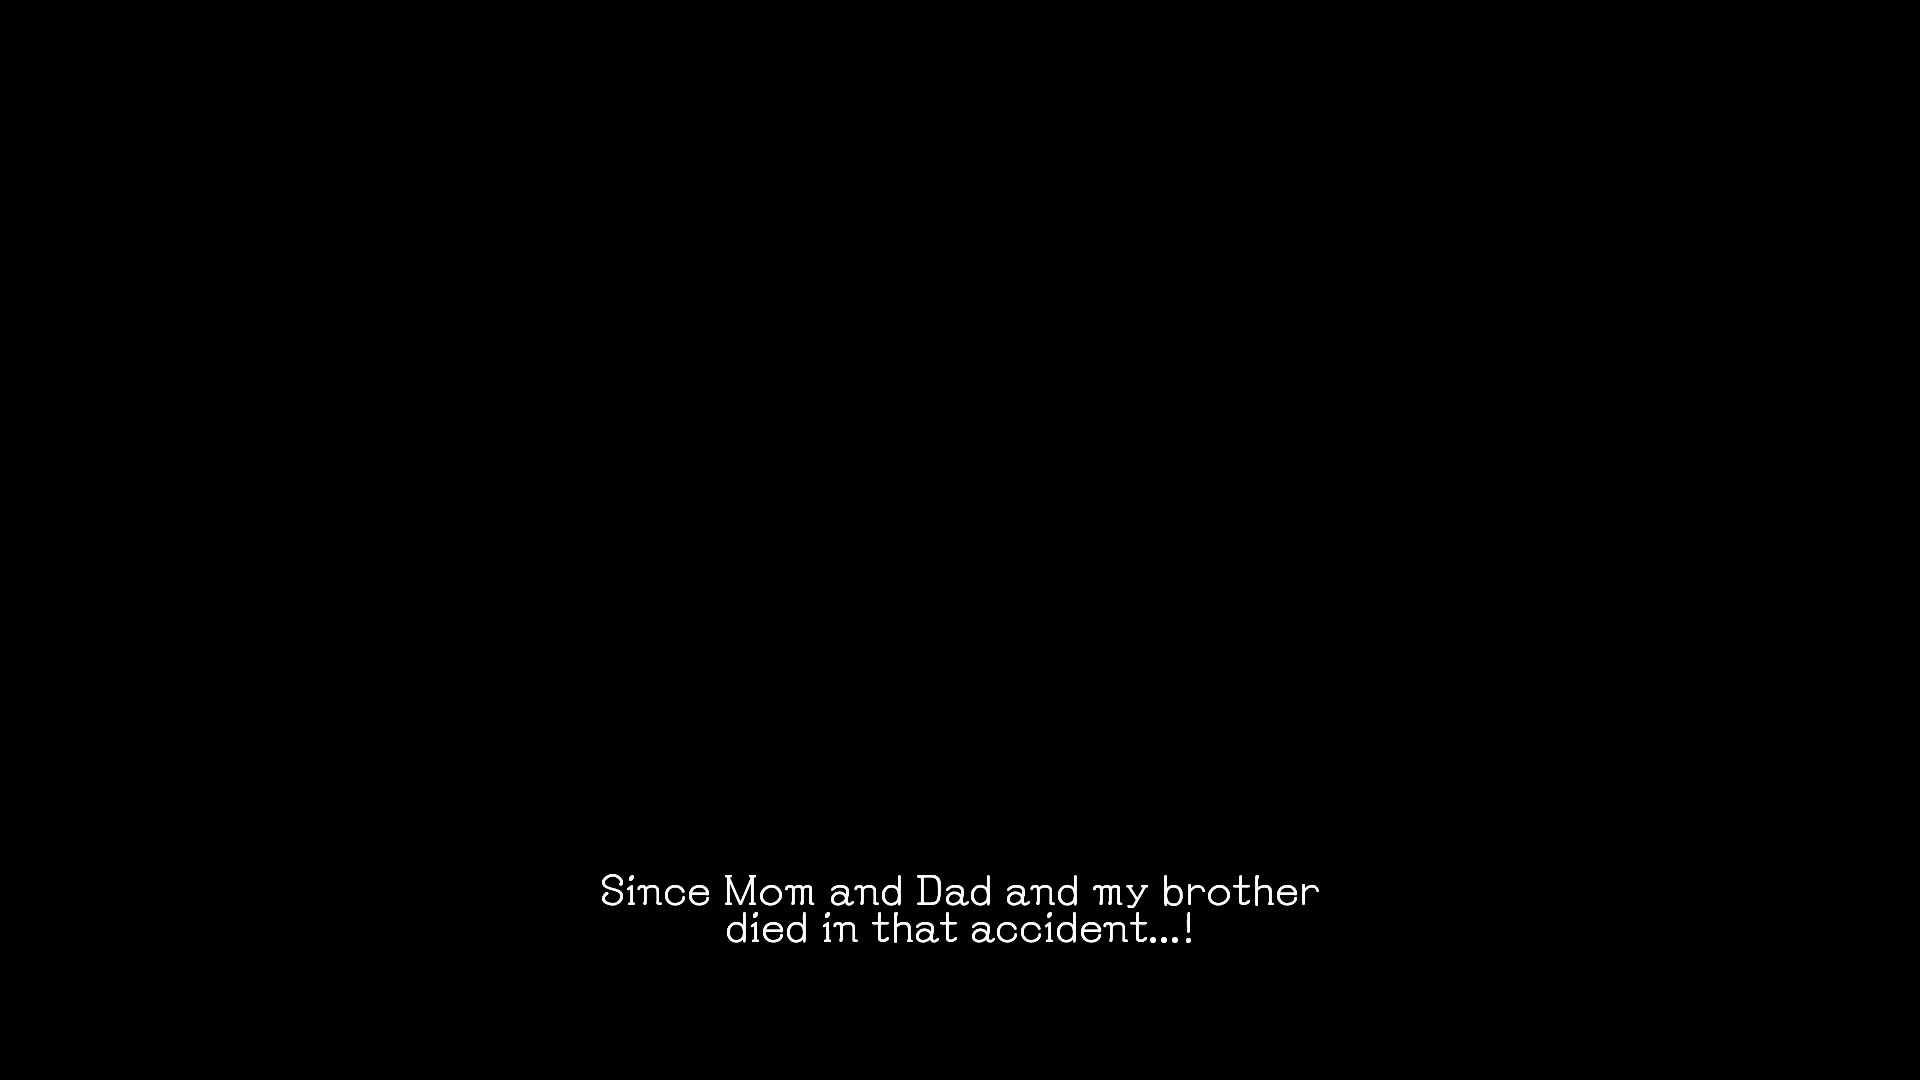 Since Mom and Dad and my brother
died in that accident...!